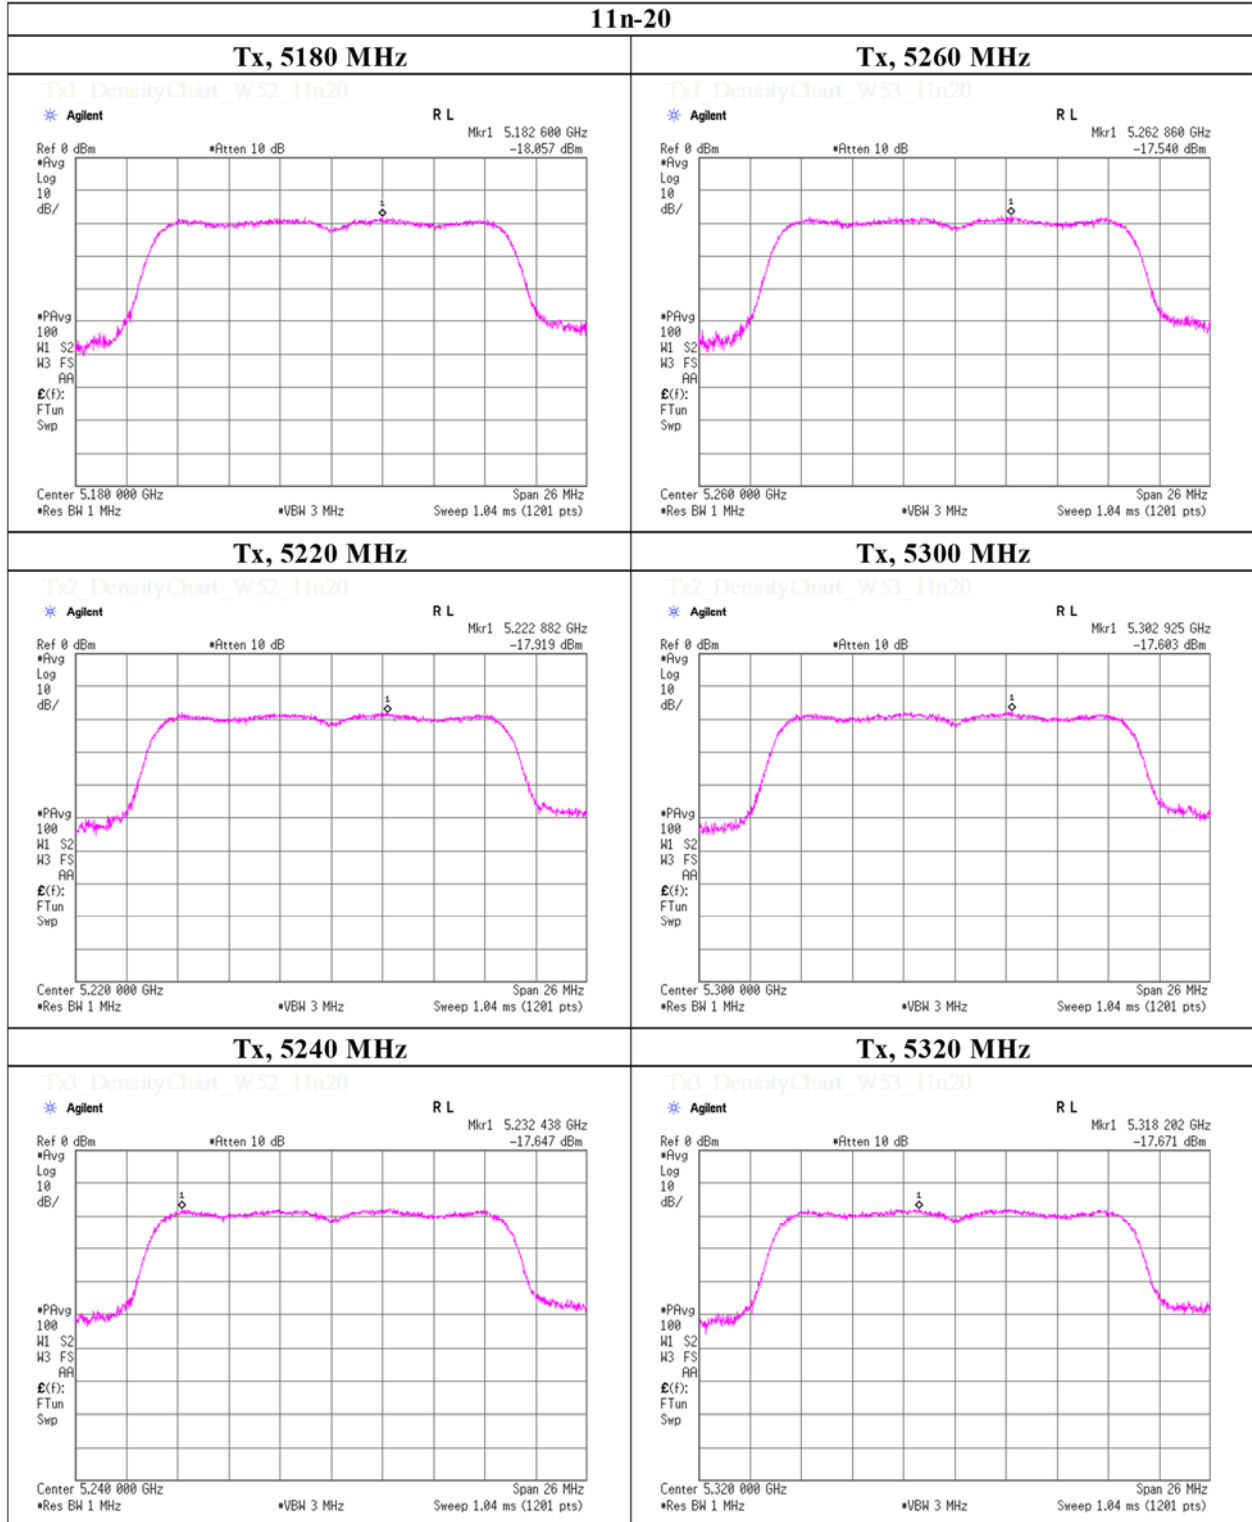 11n-20
Tx, 5180 MHz
Tx1_DensityChart_W52_11n20
Agilent
R L
Mkr1 5.182 600 GHz
Ref 0 dBm
*Atten 10 dB
-18.057 dBm
*Avg
Log
10
dB/
1
*PAvg
100
W1 S2
W3 FS
AA
£(f):
FTun
Swp
Center 5.180 000 GHz
Span 26 MHz
*Res BW 1 MHz
*VBW 3 MHz
Sweep 1.04 ms (1201 pts)
Tx, 5260 MHz
Tx1_DensityChart_W53_11n20
Agilent
R L
Mkr1 5.262 860 GHz
Ref 0 dBm
*Atten 10 dB
-17.540 dBm
*Avg
Log
10
dB/
1
*PAvg
100
W1 S2
W3 FS
AA
£(f):
FTun
Swp
Center 5.260 000 GHz
Span 26 MHz
*Res BW 1 MHz
*VBW 3 MHz
Sweep 1.04 ms (1201 pts)
Tx, 5220 MHz
Tx2_DensityChart_W52_11n20
Agilent
R L
Mkr1 5.222 882 GHz
Ref 0 dBm
*Atten 10 dB
-17.919 dBm
*Avg
Log
10
dB/
1
*PAvg
100
W1 S2
W3 FS
AA
£(f):
FTun
Swp
Center 5.220 000 GHz
Span 26 MHz
*Res BW 1 MHz
*VBW 3 MHz
Sweep 1.04 ms (1201 pts)
Tx, 5300 MHz
Tx2_DensityChart_W53_11n20
Agilent
R L
Mkr1 5.302 925 GHz
Ref 0 dBm
*Atten 10 dB
-17.603 dBm
*Avg
Log
10
dB/
1
*PAvg
100
W1 S2
W3 FS
AA
£(f):
FTun
Swp
Center 5.300 000 GHz
Span 26 MHz
*Res BW 1 MHz
*VBW 3 MHz
Sweep 1.04 ms (1201 pts)
Tx, 5240 MHz
Tx3_DensityChart_W52_11n20
Agilent
R L
Mkr1 5.232 438 GHz
Ref 0 dBm
*Atten 10 dB
-17.647 dBm
*Avg
Log
10
dB/
1
*PAvg
100
W1 S2
W3 FS
AA
£(f):
FTun
Swp
Center 5.240 000 GHz
Span 26 MHz
*Res BW 1 MHz
*VBW 3 MHz
Sweep 1.04 ms (1201 pts)
Tx, 5320 MHz
Tx3_DensityChart_W53_11n20
Agilent
R L
Mkr1 5.318 202 GHz
Ref 0 dBm
*Atten 10 dB
-17.671 dBm
*Avg
Log
10
dB/
1
*PAvg
100
W1 S2
W3 FS
AA
£(f):
FTun
Swp
Center 5.320 000 GHz
Span 26 MHz
*Res BW 1 MHz
*VBW 3 MHz
Sweep 1.04 ms (1201 pts)